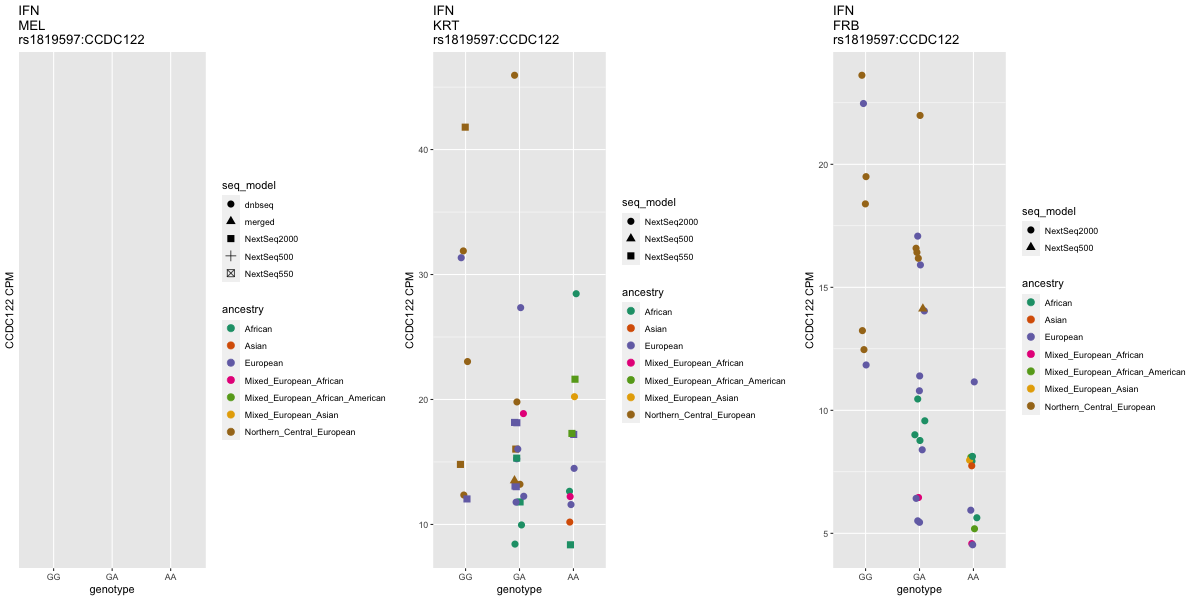 IFN
MEL
rs1819597:CCDC122
CCDC122 CPM
GG
GA
AA
genotype
seq_model
dnbseq
merged
NextSeq2000
NextSeq500
NextSeq550
ancestry
African
Asian
European
Mixed_European_African
Mixed_European_African_American
Mixed_European_Asian
Northern_Central_European
IFN
KRT
rs1819597:CCDC122
CCDC122 CPM
40
30
20
10
GG
GA
AA
genotype
seq_model
NextSeq2000
NextSeq500
NextSeq550
ancestry
African
Asian
European
Mixed_European_African
Mixed_European_African_American
Mixed_European_Asian
Northern_Central_European
IFN
FRB
rs1819597:CCDC122
CCDC122 CPM
20
15
10
5
GG
GA
AA
genotype
seq_model
NextSeq2000
NextSeq500
ancestry
African
Asian
European
Mixed_European_African
Mixed_European_African_American
Mixed_European_Asian
Northern_Central_European